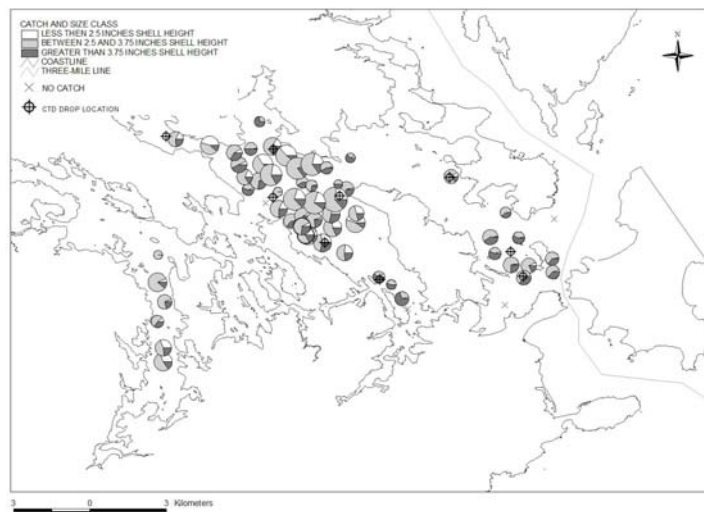 CATCH AND SIZE CLASS
LESS THEN 2.5 INCHES SHELL HEIGHT
BETWEEN 2.5 AND 3.75 INCHES SHELL HEIGHT
GREATER THAN 3.75 INCHES SHELL HEIGHT
COASTLINE
THREE-MILE LINE
NO CATCH
CTD DROP LOCATION
N
3 0 3 Kilometers